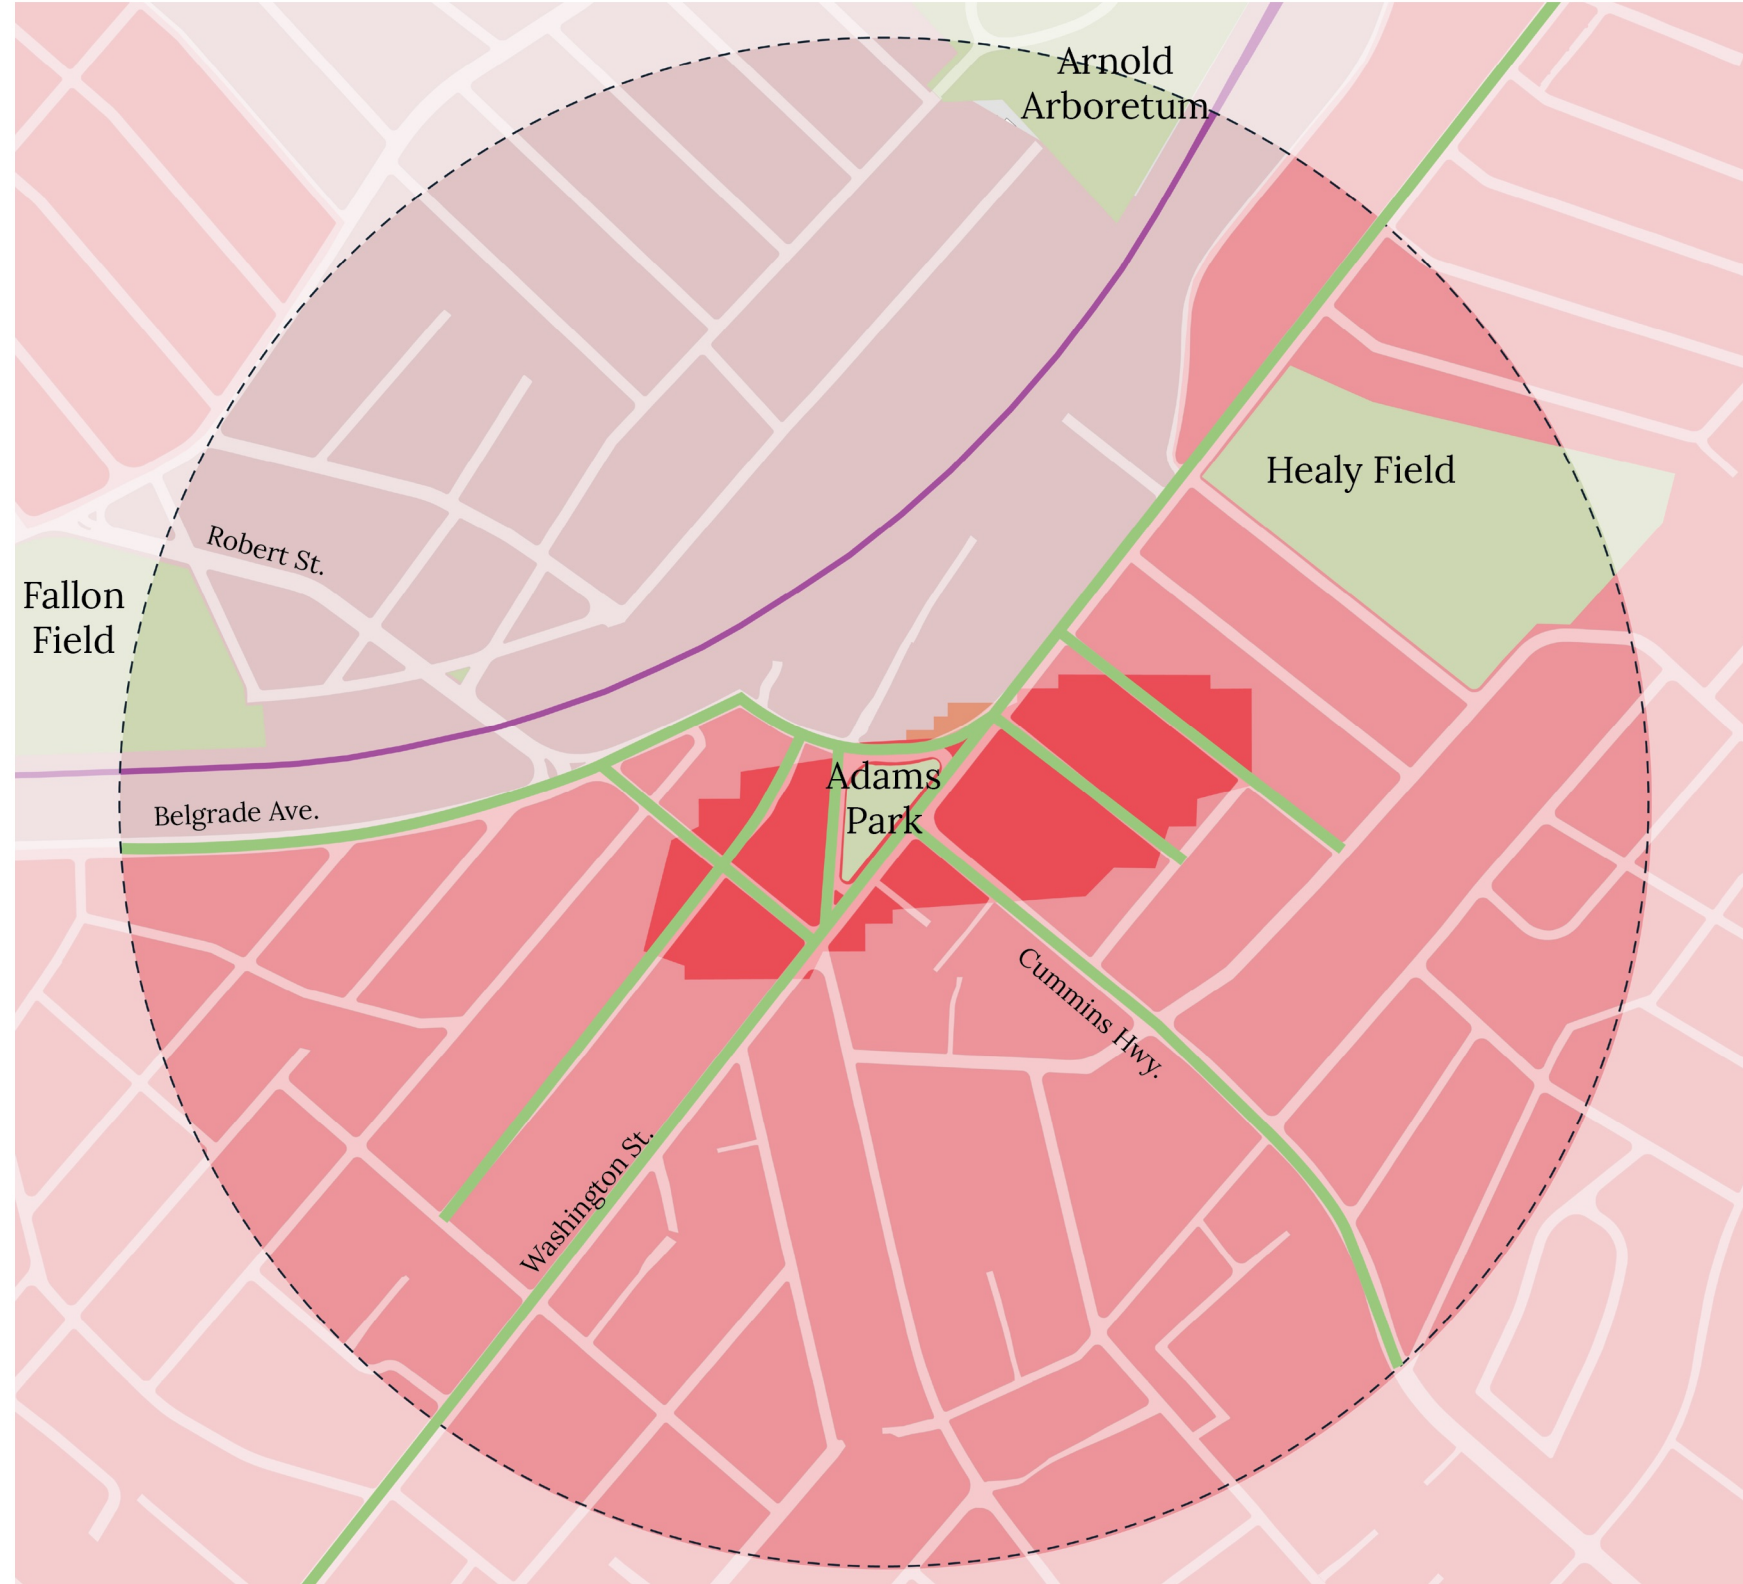 Arnold
Arboretum
Healy Field
Robert St.
Fallon
Field
Adams
Park
Belgrade Ave.
Cummins Hwy.
Washington St.